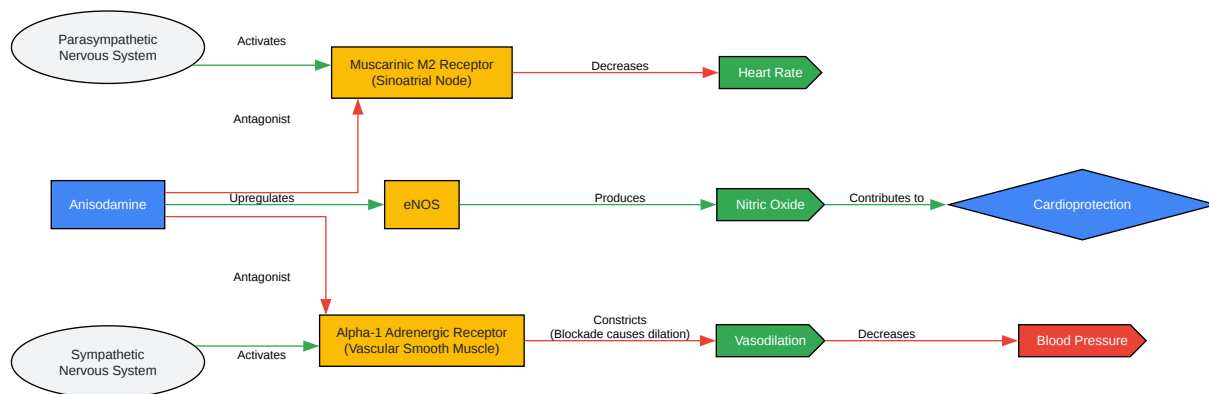 Parasympathetic
Nervous System
Activates
Muscarinic M2 Receptor
(Sinoatrial Node)
Decreases
Heart Rate
Antagonist
Anisodamine
Upregulates
eNOS
Produces
Nitric Oxide
Contributes to
Cardioprotection
Antagonist
Sympathetic
Nervous System
Activates
Alpha-1 Adrenergic Receptor
(Vascular Smooth Muscle)
Constricts
(Blockade causes dilation)
Vasodilation
Decreases
Blood Pressure